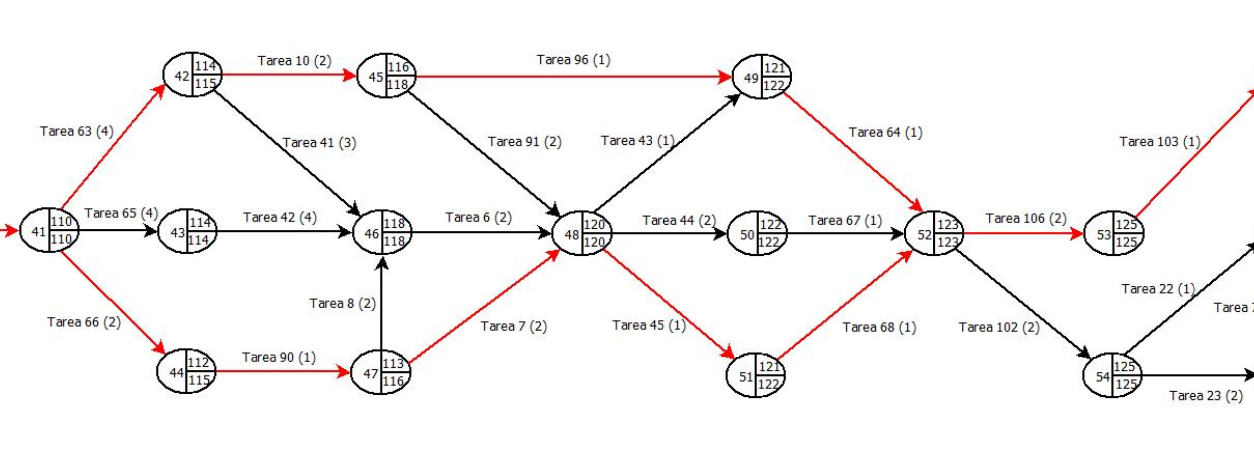 Tarea 10 (2)
Tarea 96 (1)
42 114 115
45 116 118
49 121 122
Tarea 63 (4)
Tarea 41 (3)
Tarea 91 (2)
Tarea 43 (1)
Tarea 64 (1)
Tarea 103 (1)
Tarea 65 (4)
Tarea 42 (4)
Tarea 6 (2)
Tarea 44 (2)
Tarea 67 (1)
Tarea 106 (2)
41 110 110
43 114 114
46 118 118
48 120 120
50 122 122
52 123 123
53 125 125
Tarea 22 (1)
Tarea 8 (2)
Tarea 66 (2)
Tarea 7 (2)
Tarea 45 (1)
Tarea 68 (1)
Tarea 102 (2)
Tarea 90 (1)
44 112 115
47 113 116
51 121 122
54 125 125
Tarea 23 (2)